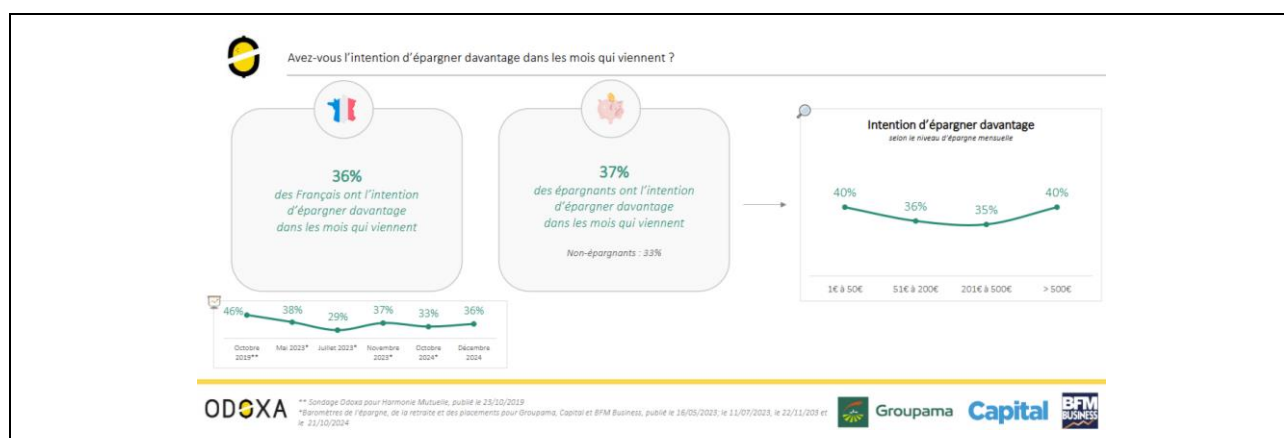 Avez-vous l'intention d'épargner davantage dans les mois qui viennent ?
36%
des Français ont l'intention
d'épargner davantage
dans les mois qui viennent
37%
des épargnants ont l'intention
d'épargner davantage
dans les mois qui viennent
Non-épargnants : 33%
Intention d'épargner davantage
selon le niveau d'épargne mensuelle
40%
36%
35%
40%
1€ à 50€
51€ à 200€
201€ à 500€
> 500€
46%
38%
29%
37%
33%
36%
Octobre
2019**
Mai 2023*
Juillet 2023*
Novembre
2023*
Octobre
2024*
Décembre
2024
ODOXA
** Sondage Odoxa pour Harmonie Mutuelle, publié le 23/10/2019
*Baromètres de l'épargne, de la retraite et des placements pour Groupama, Capital et BFM Business, publié le 16/05/2023; le 11/07/2023, le 22/11/203 et
le 21/10/2024
Groupama
Capital
BFM
BUSINESS